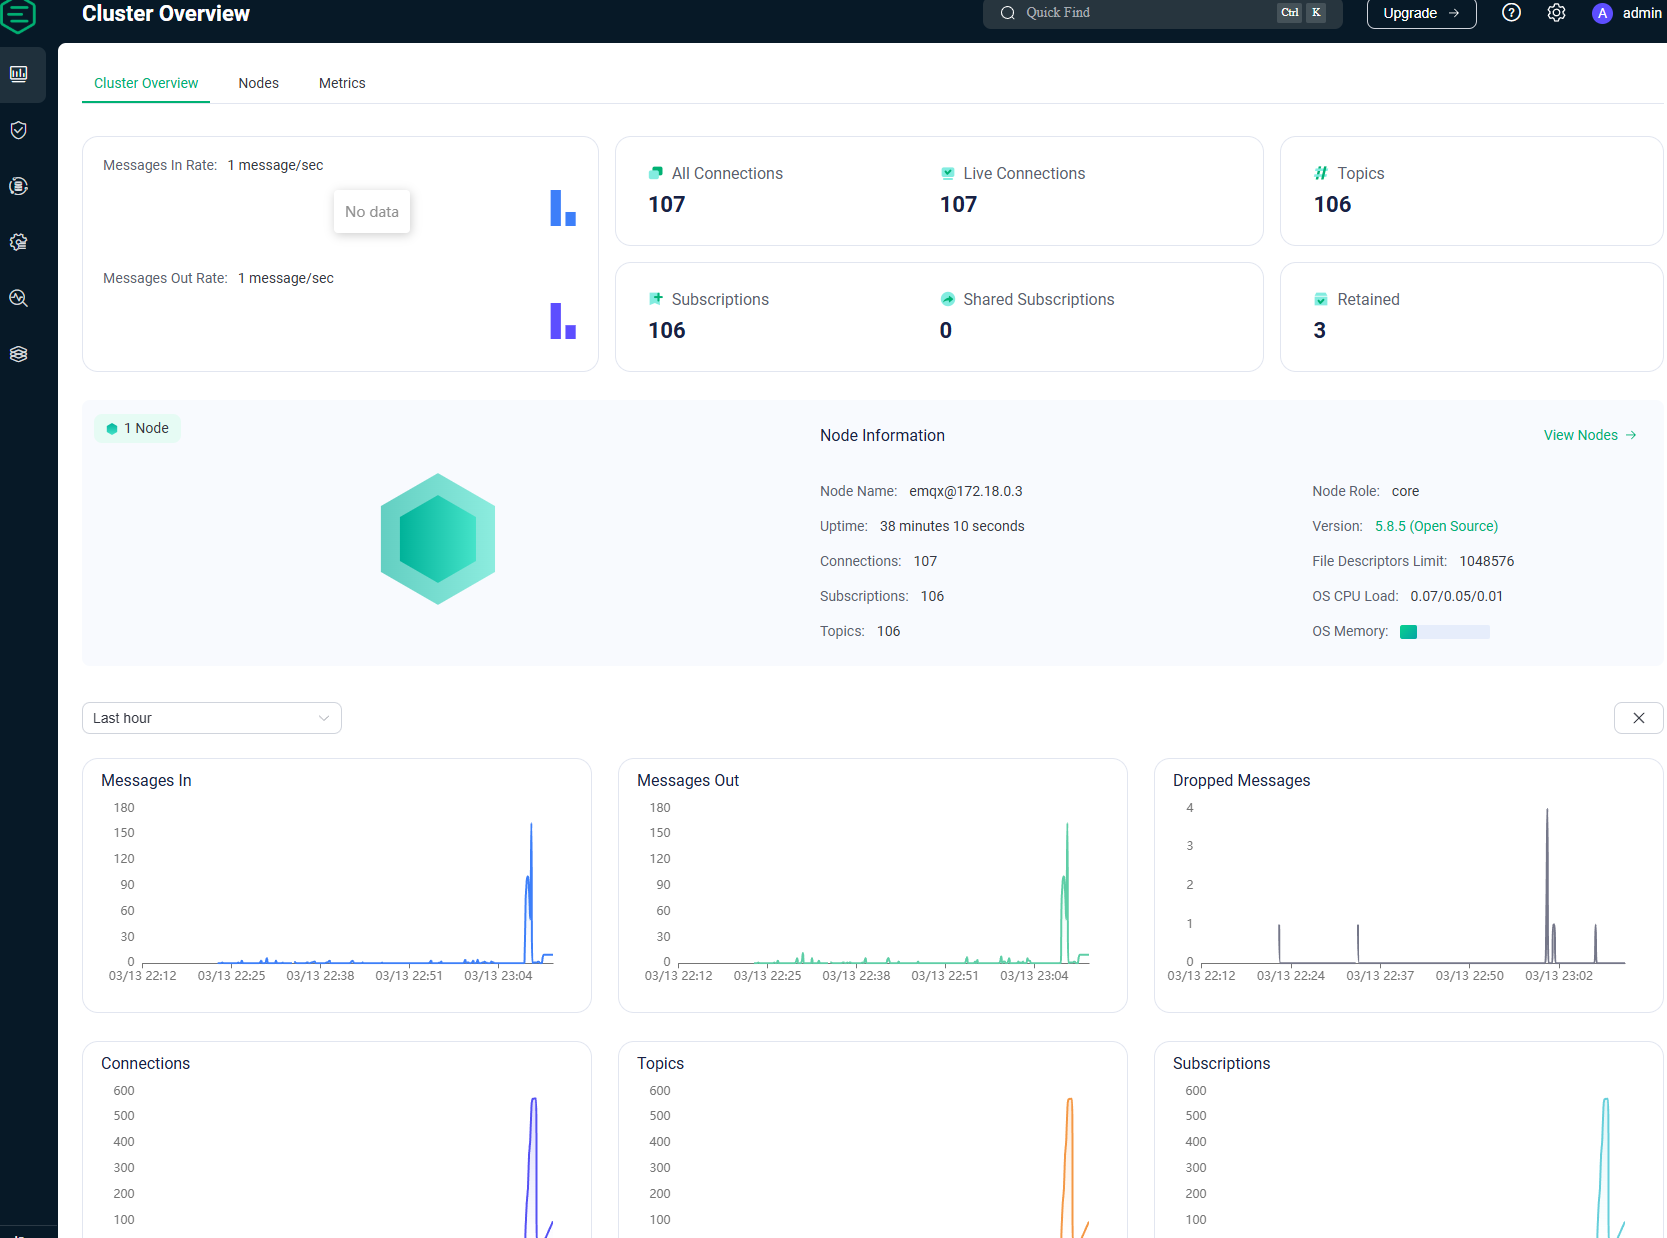 Cluster Overview
Quick Find
Ctrl
K
Upgrade →
A
admin
Cluster Overview
Nodes
Metrics
Messages In Rate: 1 message/sec
No data
Messages Out Rate: 1 message/sec
All Connections
107
Live Connections
107
Topics
106
Subscriptions
106
Shared Subscriptions
0
Retained
3
1 Node
Node Information
View Nodes →
Node Name: emqx@172.18.0.3
Uptime: 38 minutes 10 seconds
Connections: 107
Subscriptions: 106
Topics: 106
Node Role: core
Version: 5.8.5 (Open Source)
File Descriptors Limit: 1048576
OS CPU Load: 0.07/0.05/0.01
OS Memory:
Last hour
Messages In
180
150
120
90
60
30
0
03/13 22:12 03/13 22:25 03/13 22:38 03/13 22:51 03/13 23:04
Messages Out
180
150
120
90
60
30
0
03/13 22:12 03/13 22:25 03/13 22:38 03/13 22:51 03/13 23:04
Dropped Messages
4
3
2
1
0
03/13 22:12 03/13 22:24 03/13 22:37 03/13 22:50 03/13 23:02
Connections
600
500
400
300
200
100
Topics
600
500
400
300
200
100
Subscriptions
600
500
400
300
200
100